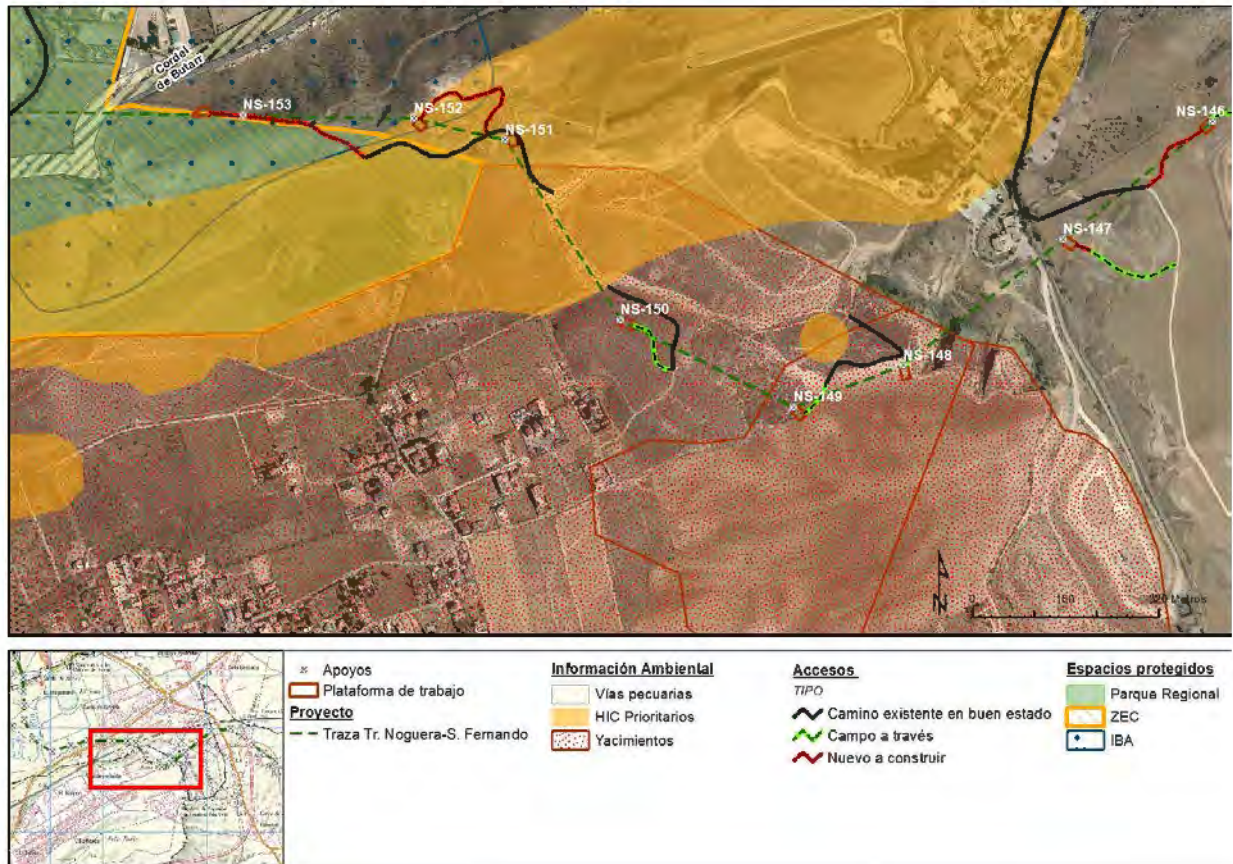 Cordel
de Butarr
NS-153
NS-152
NS-151
NS-146
NS-147
NS-150
NS-148
NS-149
N
0
Metros
Apoyos
Plataforma de trabajo
Proyecto
Traza Tr. Noguera-S. Fernando
Información Ambiental
Vías pecuarias
HIC Prioritarios
Yacimientos
Accesos
TIPO
Camino existente en buen estado
Campo a través
Nuevo a construir
Espacios protegidos
Parque Regional
ZEC
IBA